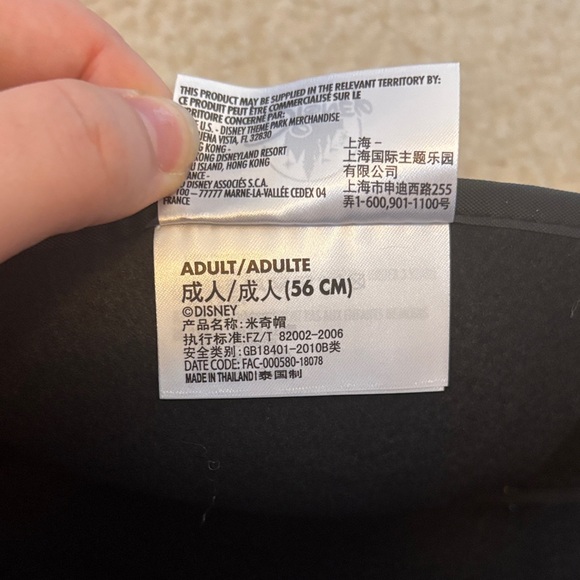 THIS PRODUCT MAY BE SUPPLIED IN THE RELEVANT TERRITORY BY:
CE PRODUIT PEUT ÊTRE COMMERCIALISÉ SUR LE
TERRITOIRE CONCERNÉ PAR:
U.S. - DISNEY THEME PARK MERCHANDISE
BUENA VISTA, FL 32830
KONG -
KONG DISNEYLAND RESORT
ISLAND, HONG KONG
FRANCE -
DISNEY ASSOCIÉS S.C.A.
77777 MARNE-LA-VALLÉE CEDEX 04
FRANCE
上海 -
上海国际主题乐园
有限公司
上海市申迪西路255
弄1-600,901-1100号
ADULT/ADULTE
成人/成人(56 CM)
©DISNEY
产品名称:米奇帽
执行标准:FZ/T 82002-2006
安全类别:GB18401-2010B类
DATE CODE: FAC-000580-18078
MADE IN THAILAND 泰国制